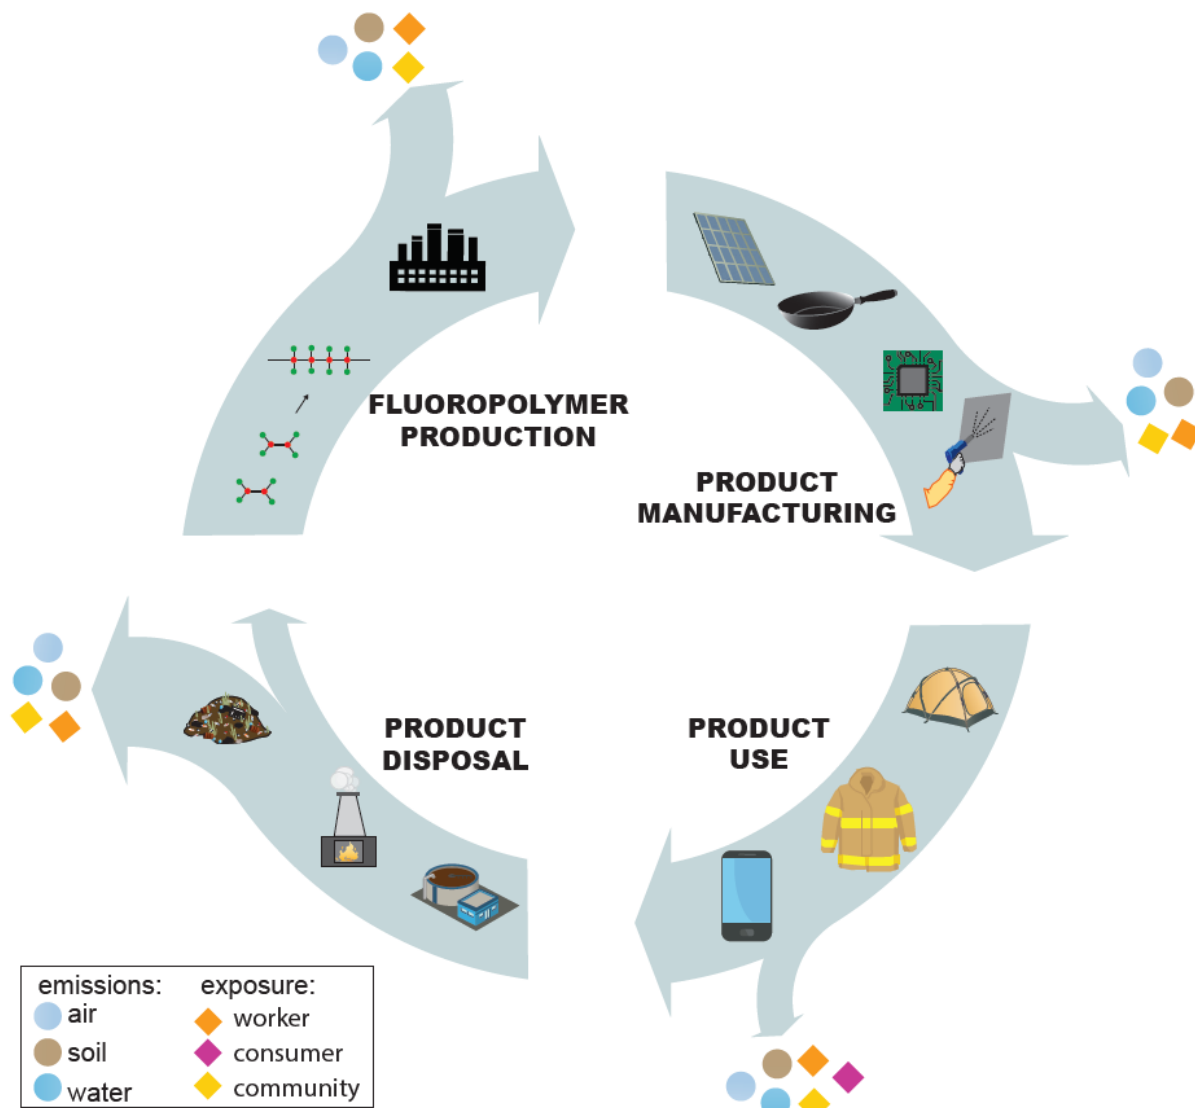 FLUOROPOLYMER
PRODUCTION
PRODUCT
MANUFACTURING
PRODUCT
USE
PRODUCT
DISPOSAL
emissions:
air
soil
water
exposure:
worker
consumer
community